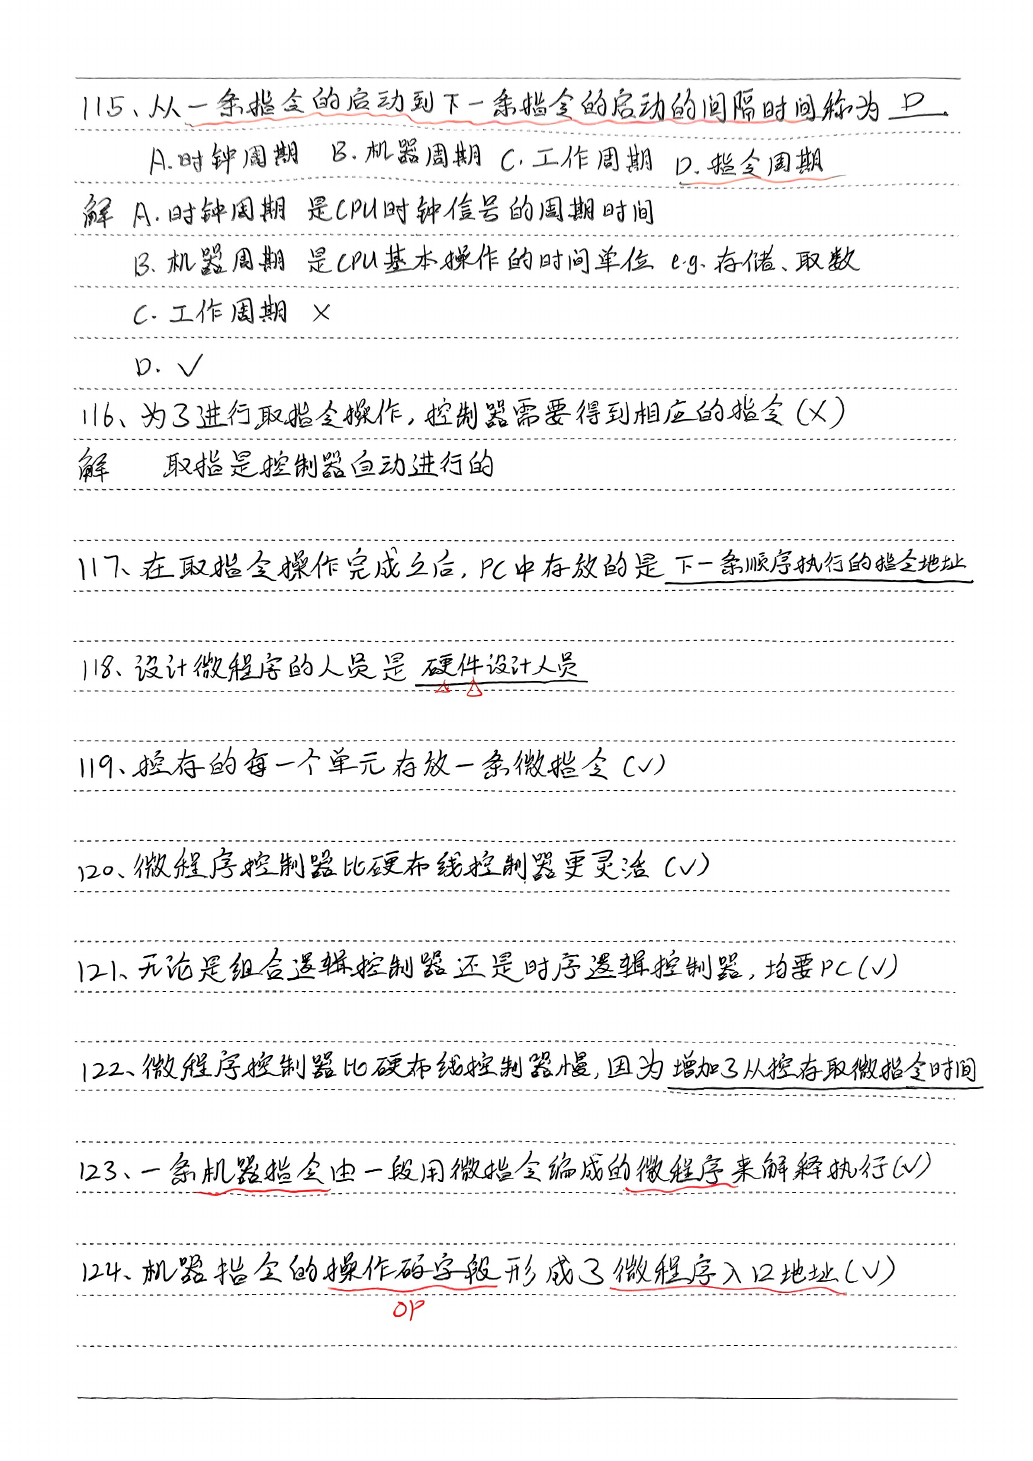 115、从一条指令的启动到下一条指令的启动的间隔时间称为 D.
A.时钟周期 B.机器周期 C.工作周期 D.指令周期
解 A.时钟周期 是CPU时钟信号的周期时间
B.机器周期 是CPU基本操作的时间单位 e.g.存储、取数
C.工作周期 ×
D.√
116、为了进行取指令操作,控制器需要得到相应的指令(×)
解 取指是控制器自动进行的
117、在取指令操作完成之后,PC中存放的是 下一条顺序执行的指令地址
118、设计微程序的人员是 硬件设计人员
119、控存的每一个单元存放一条微指令(√)
120、微程序控制器比硬布线控制器更灵活(√)
121、无论是组合逻辑控制器还是时序逻辑控制器,均要PC(√)
122、微程序控制器比硬布线控制器慢,因为增加了从控存取微指令时间
123、一条机器指令由一段用微指令编成的微程序来解释执行(√)
124、机器指令的操作码字段形成了微程序入口地址(√)
OP